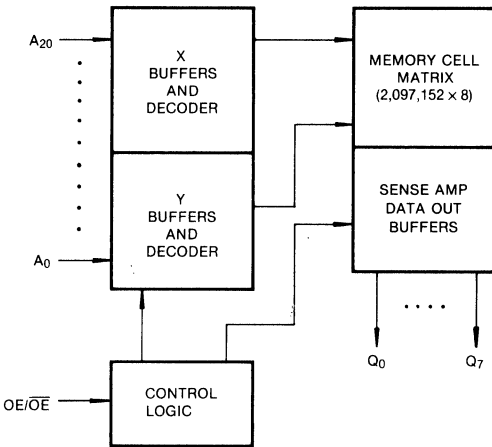 A20
X
BUFFERS
AND
DECODER
MEMORY CELL
MATRIX
(2,097,152 × 8)
Y
BUFFERS
AND
DECODER
SENSE AMP
DATA OUT
BUFFERS
A0
Q0
Q7
OE/O̅E̅
CONTROL
LOGIC